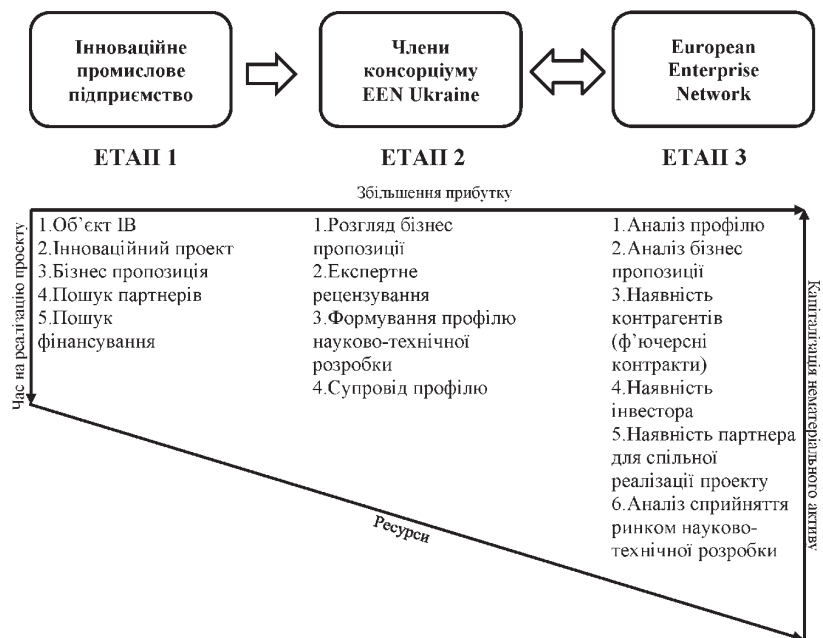 Інноваційне
промислове
підприємство
Члени
консорціуму
EEN Ukraine
European
Enterprise
Network
ЕТАП 1
ЕТАП 2
ЕТАП 3
Збільшення прибутку
Час на реалізацію проєкту
1.Об’єкт ІВ
2.Інноваційний проект
3.Бізнес пропозиція
4.Пошук партнерів
5.Пошук
фінансування
1.Розгляд бізнес
пропозиції
2.Експертне
рецензування
3.Формування профілю
науково-технічної
розробки
4.Супровід профілю
1.Аналіз профілю
2.Аналіз бізнес
пропозиції
3.Наявність
контрагентів
(ф’ючерсні
контракти)
4.Наявність
інвестора
5.Наявність партнера
для спільної
реалізації проекту
6.Аналіз сприйняття
ринком науково-
технічної розробки
Капіталізація нематеріального активу
Ресурси